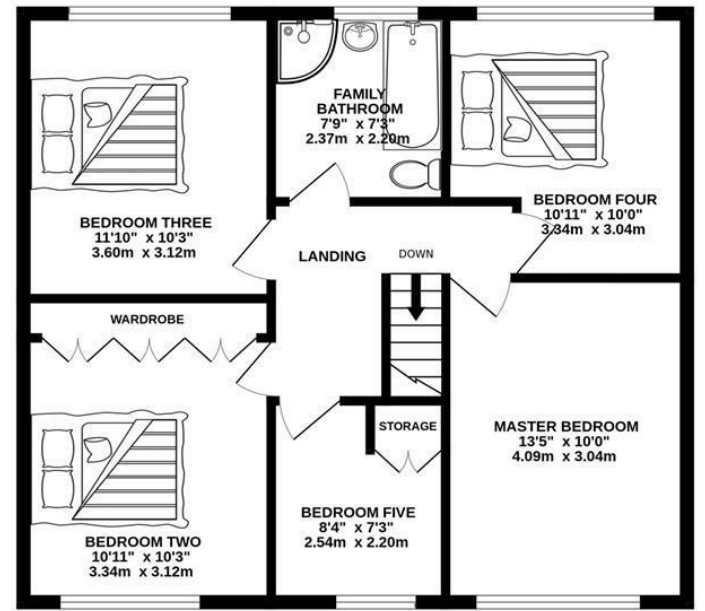 FAMILY
BATHROOM
7'9" x 7'3"
2.37m x 2.20m
BEDROOM THREE
11'10" x 10'3"
3.60m x 3.12m
BEDROOM FOUR
10'11" x 10'0"
3.34m x 3.04m
LANDING
DOWN
WARDROBE
STORAGE
MASTER BEDROOM
13'5" x 10'0"
4.09m x 3.04m
BEDROOM FIVE
8'4" x 7'3"
2.54m x 2.20m
BEDROOM TWO
10'11" x 10'3"
3.34m x 3.12m